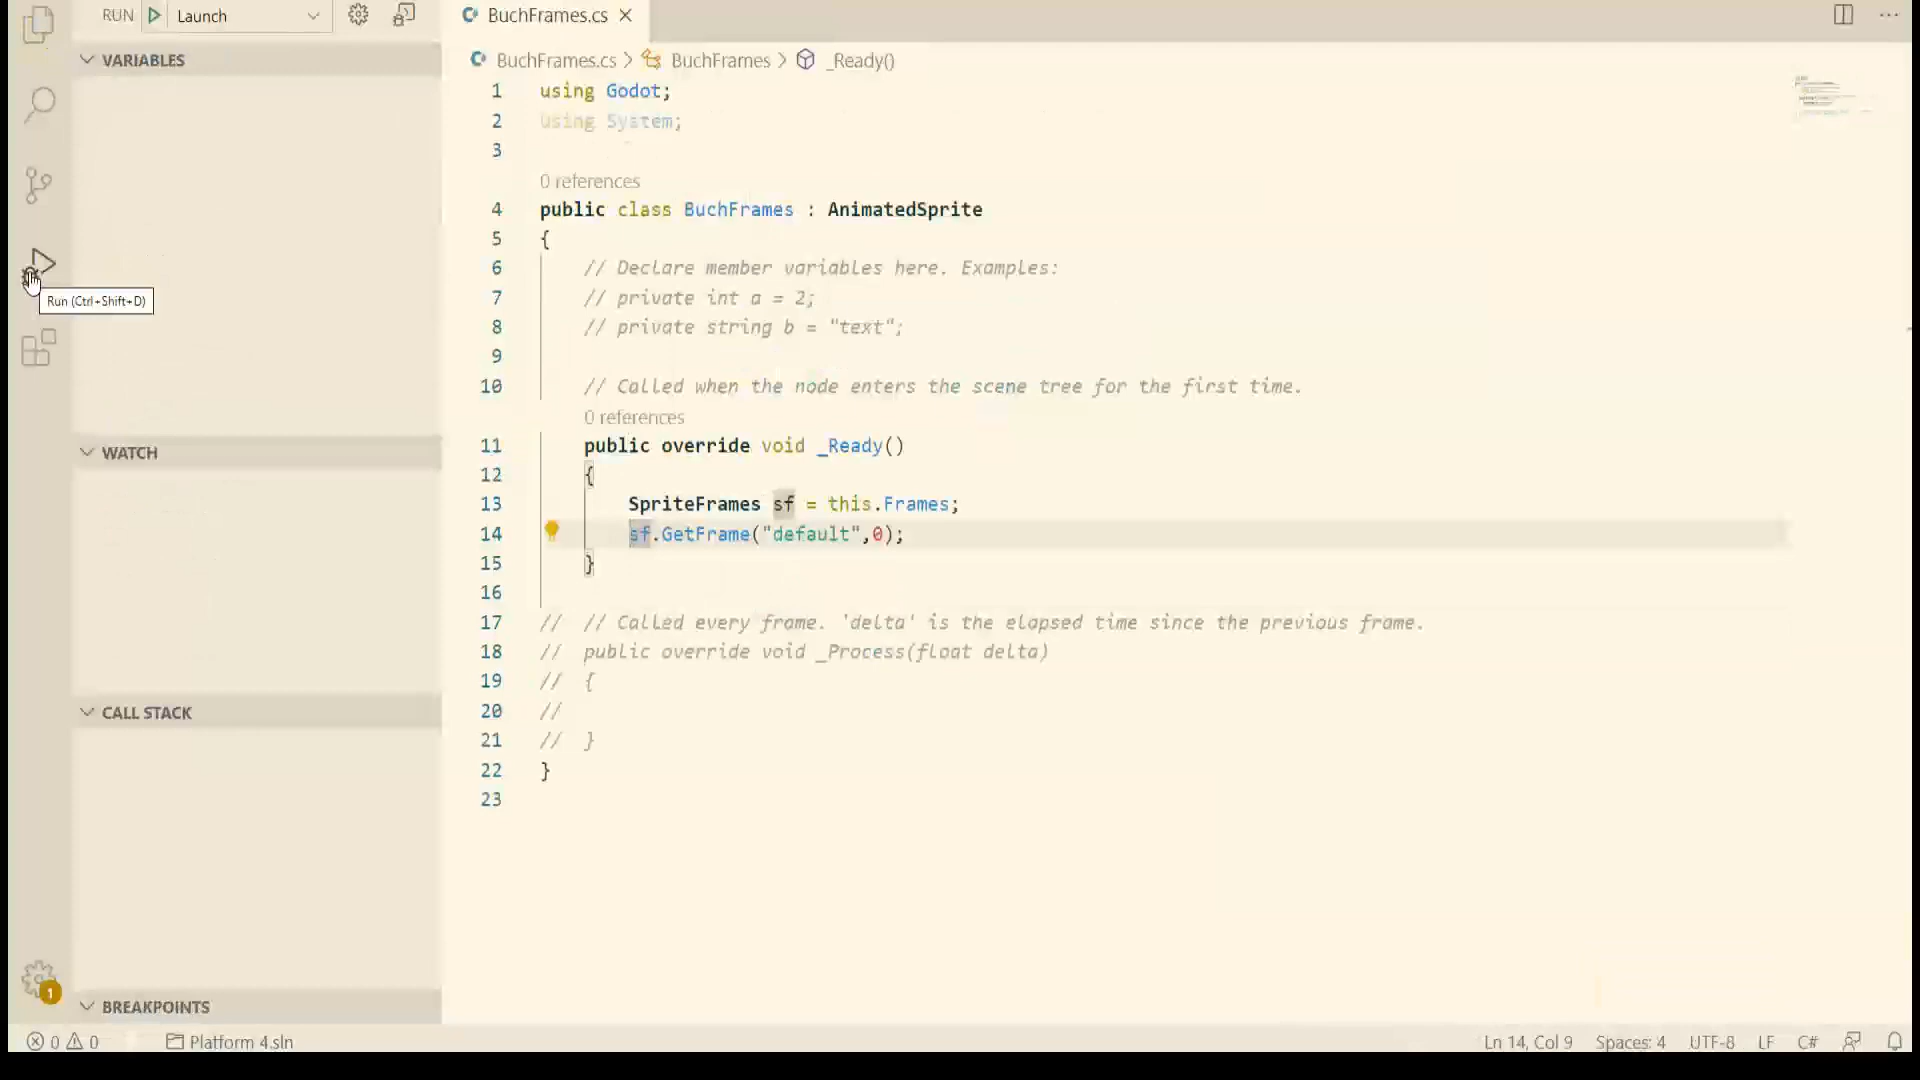 RUN Launch
VARIABLES
Run (Ctrl+Shift+D)
WATCH
CALL STACK
BREAKPOINTS
1
BuchFrames.cs
BuchFrames.cs > BuchFrames > _Ready()
1 using Godot;
2 using System;
3
0 references
4 public class BuchFrames : AnimatedSprite
5 {
6 // Declare member variables here. Examples:
7 // private int a = 2;
8 // private string b = "text";
9
10 // Called when the node enters the scene tree for the first time.
0 references
11 public override void _Ready()
12 {
13 SpriteFrames sf = this.Frames;
14 sf.GetFrame("default",0);
15 }
16
17 // // Called every frame. 'delta' is the elapsed time since the previous frame.
18 // public override void _Process(float delta)
19 // {
20 //
21 // }
22 }
23
0 0 Platform 4.sln Ln 14, Col 9 Spaces: 4 UTF-8 LF C#